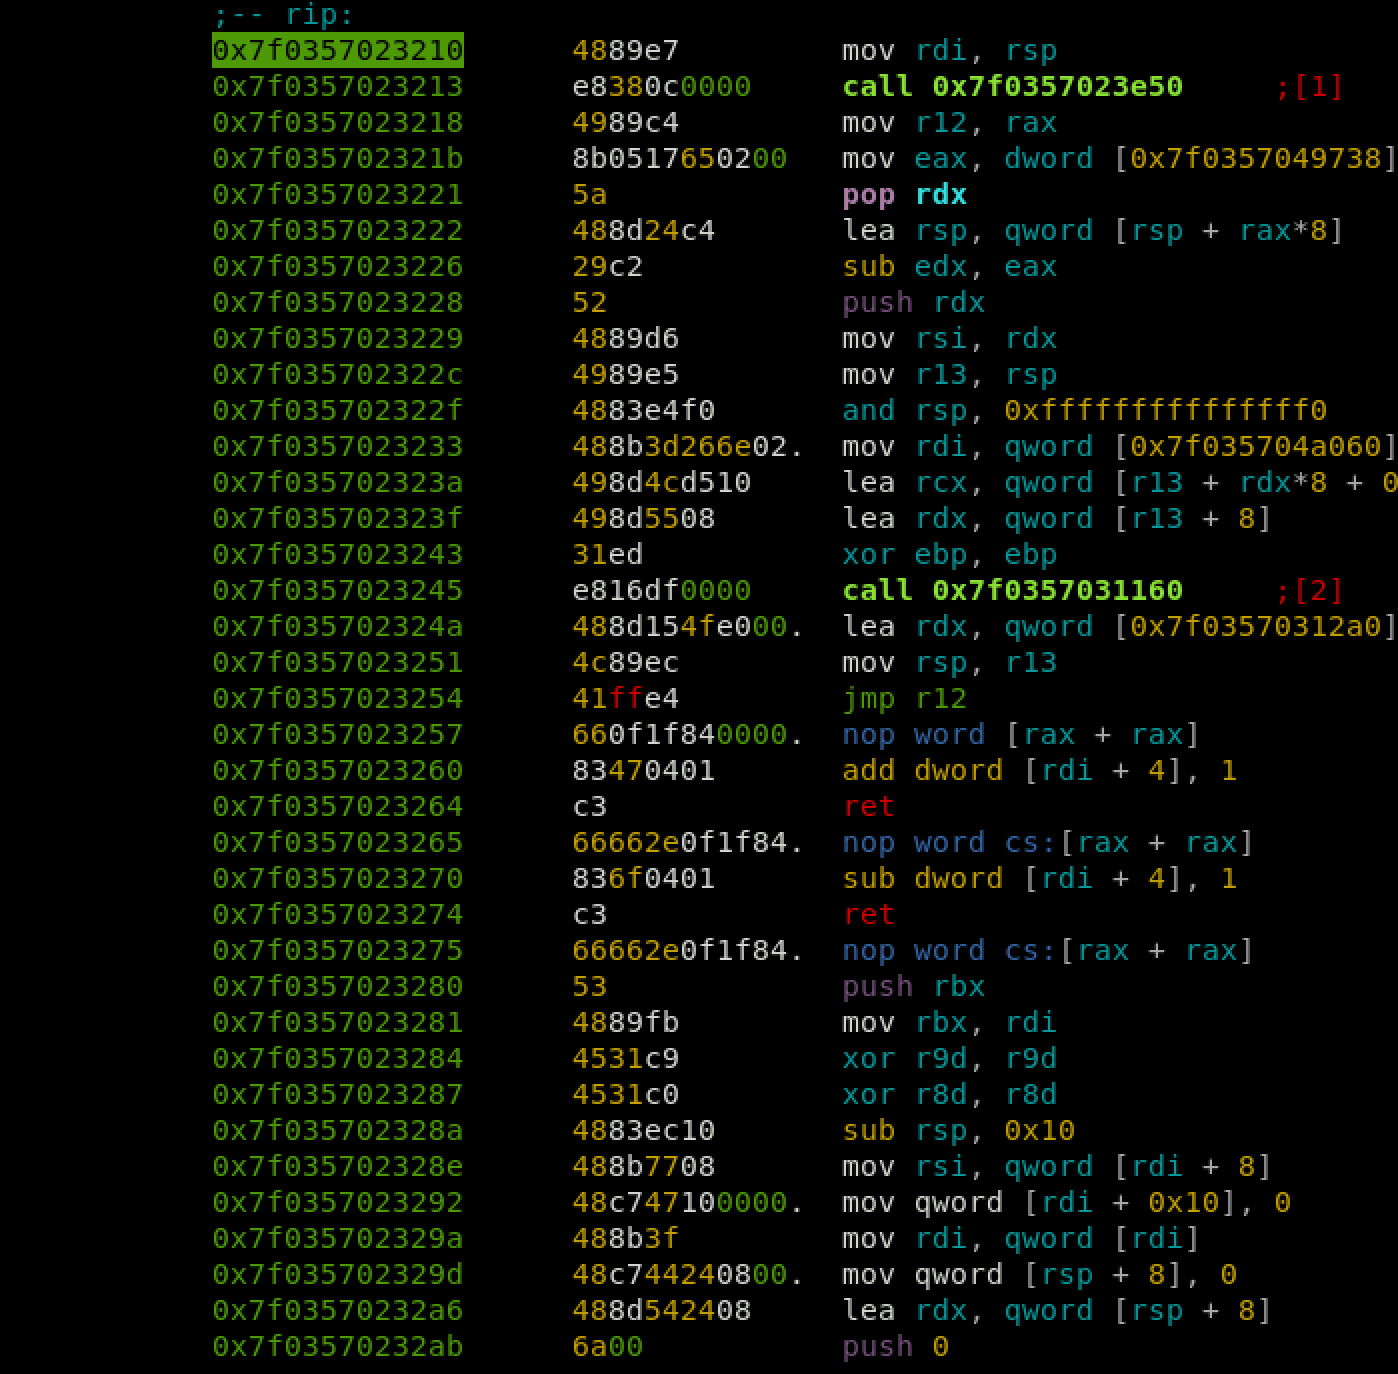 ;-- rip:
0x7f0357023210 4889e7 mov rdi, rsp
0x7f0357023213 e8380c0000 call 0x7f0357023e50 ;[1]
0x7f0357023218 4989c4 mov r12, rax
0x7f035702321b 8b0517650200 mov eax, dword [0x7f0357049738]
0x7f0357023221 5a pop rdx
0x7f0357023222 488d24c4 lea rsp, qword [rsp + rax*8]
0x7f0357023226 29c2 sub edx, eax
0x7f0357023228 52 push rdx
0x7f0357023229 4889d6 mov rsi, rdx
0x7f035702322c 4989e5 mov r13, rsp
0x7f035702322f 4883e4f0 and rsp, 0xfffffffffffffff0
0x7f0357023233 488b3d266e02. mov rdi, qword [0x7f035704a060]
0x7f035702323a 498d4cd510 lea rcx, qword [r13 + rdx*8 + 0
0x7f035702323f 498d5508 lea rdx, qword [r13 + 8]
0x7f0357023243 31ed xor ebp, ebp
0x7f0357023245 e816df0000 call 0x7f0357031160 ;[2]
0x7f035702324a 488d154fe000. lea rdx, qword [0x7f03570312a0]
0x7f0357023251 4c89ec mov rsp, r13
0x7f0357023254 41ffe4 jmp r12
0x7f0357023257 660f1f840000. nop word [rax + rax]
0x7f0357023260 83470401 add dword [rdi + 4], 1
0x7f0357023264 c3 ret
0x7f0357023265 66662e0f1f84. nop word cs:[rax + rax]
0x7f0357023270 836f0401 sub dword [rdi + 4], 1
0x7f0357023274 c3 ret
0x7f0357023275 66662e0f1f84. nop word cs:[rax + rax]
0x7f0357023280 53 push rbx
0x7f0357023281 4889fb mov rbx, rdi
0x7f0357023284 4531c9 xor r9d, r9d
0x7f0357023287 4531c0 xor r8d, r8d
0x7f035702328a 4883ec10 sub rsp, 0x10
0x7f035702328e 488b7708 mov rsi, qword [rdi + 8]
0x7f0357023292 48c747100000. mov qword [rdi + 0x10], 0
0x7f035702329a 488b3f mov rdi, qword [rdi]
0x7f035702329d 48c744240800. mov qword [rsp + 8], 0
0x7f03570232a6 488d542408 lea rdx, qword [rsp + 8]
0x7f03570232ab 6a00 push 0